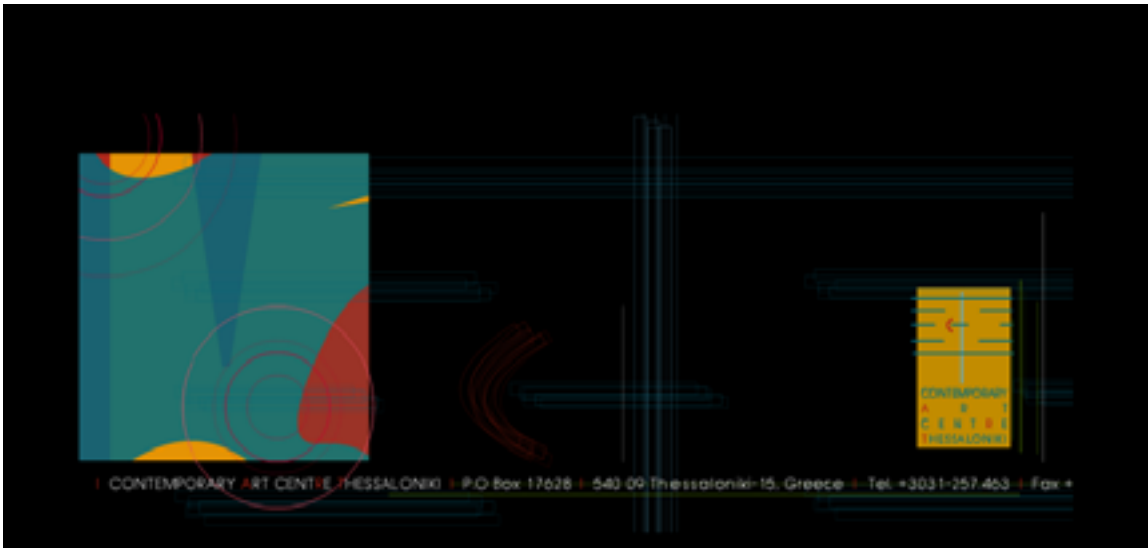 CONTEMPORARY
A R T
C E N T R E
THESSALONIKI
| CONTEMPORARY ART CENTRE THESSALONIKI | P.O Box 17628 | 540 09 Thessaloniki-15, Greece | Tel. +3031-257.463 | Fax +